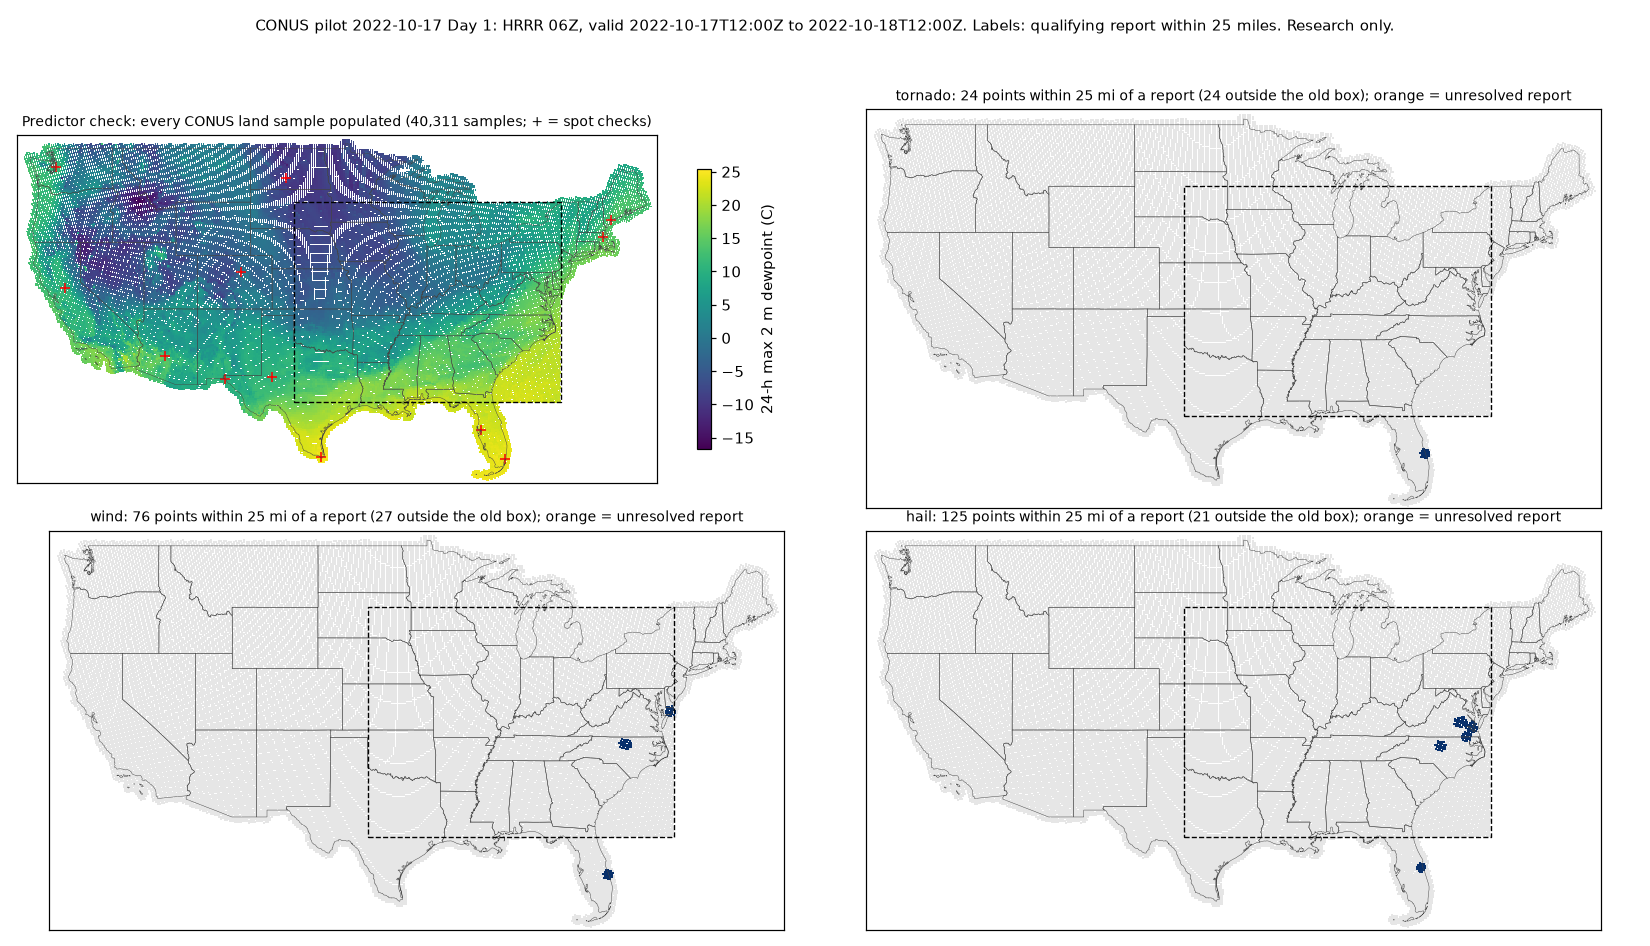 CONUS pilot 2022-10-17 Day 1: HRRR 06Z, valid 2022-10-17T12:00Z to 2022-10-18T12:00Z. Labels: qualifying report within 25 miles. Research only.
Predictor check: every CONUS land sample populated (40,311 samples; + = spot checks)
25
20
15
10
5
0
−5
−10
−15
24-h max 2 m dewpoint (C)
tornado: 24 points within 25 mi of a report (24 outside the old box); orange = unresolved report
wind: 76 points within 25 mi of a report (27 outside the old box); orange = unresolved report
hail: 125 points within 25 mi of a report (21 outside the old box); orange = unresolved report